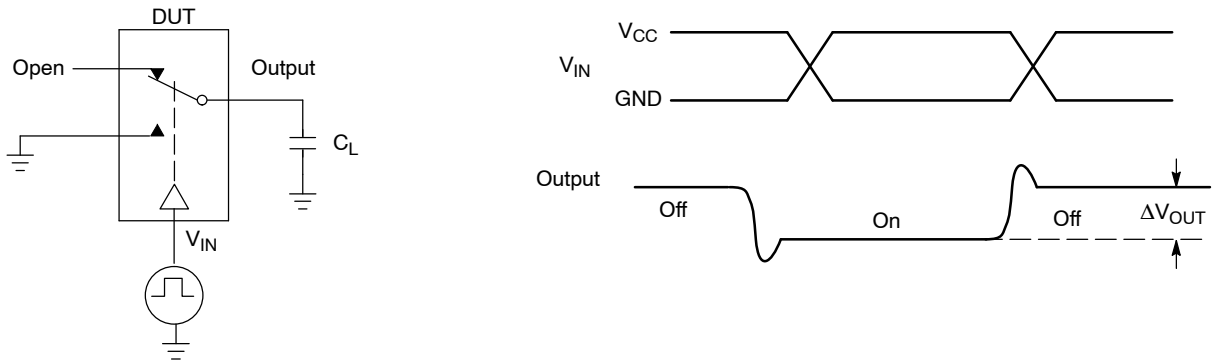 DUT
Open
Output
C_L
V_IN
V_CC
V_IN
GND
Output
Off
On
Off
ΔV_OUT